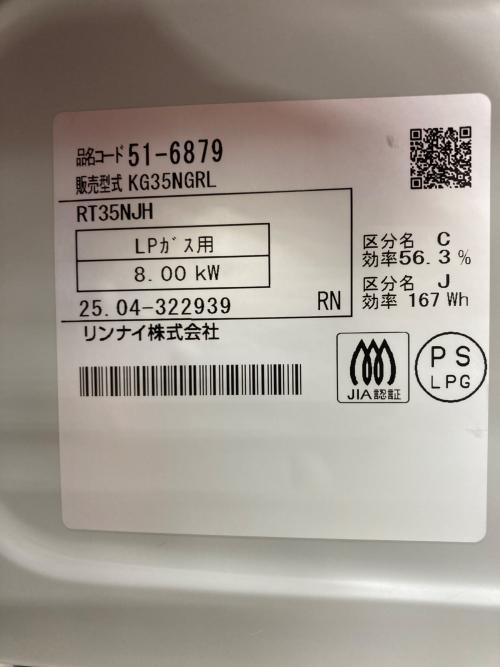 品名コード 51-6879
販売型式 KG35NGRL
RT35NJH
LPガス用
8.00 kW
25.04-322939 RN
リンナイ株式会社
区分名 C
効率56.3 %
区分名 J
効率 167 Wh
JIA認証
PS
LPG